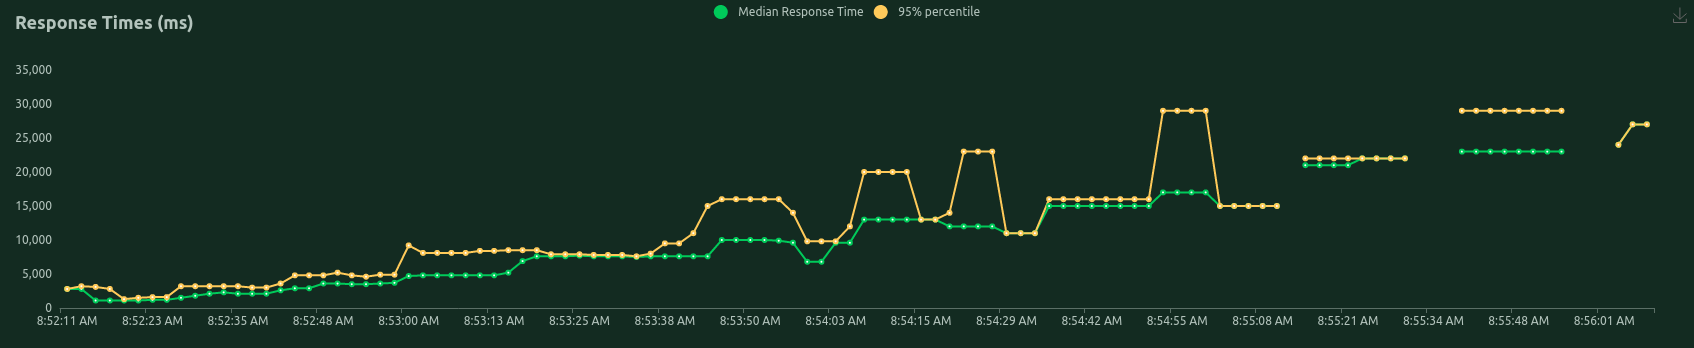 Response Times (ms)
Median Response Time 95% percentile
35,000
30,000
25,000
20,000
15,000
10,000
5,000
0
8:52:11 AM 8:52:23 AM 8:52:35 AM 8:52:48 AM 8:53:00 AM 8:53:13 AM 8:53:25 AM 8:53:38 AM 8:53:50 AM 8:54:03 AM 8:54:15 AM 8:54:29 AM 8:54:42 AM 8:54:55 AM 8:55:08 AM 8:55:21 AM 8:55:34 AM 8:55:48 AM 8:56:01 AM